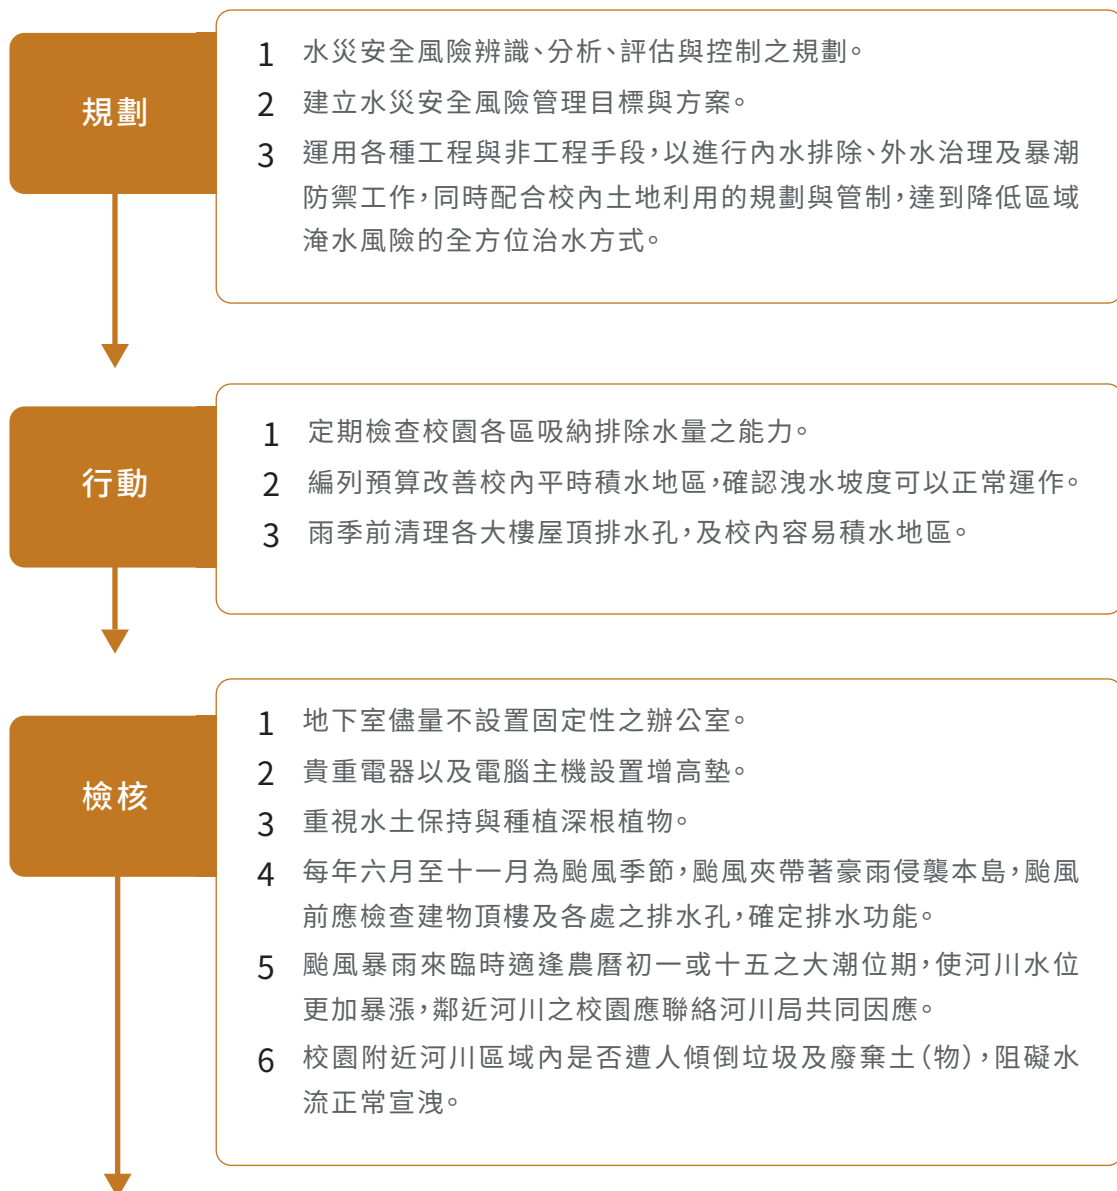 規劃
1 水災安全風險辨識、分析、評估與控制之規劃。
2 建立水災安全風險管理目標與方案。
3 運用各種工程與非工程手段，以進行內水排除、外水治理及暴潮
防禦工作，同時配合校內土地利用的規劃與管制，達到降低區域
淹水風險的全方位治水方式。
行動
1 定期檢查校園各區吸納排除水量之能力。
2 編列預算改善校內平時積水地區，確認洩水坡度可以正常運作。
3 雨季前清理各大樓屋頂排水孔，及校內容易積水地區。
檢核
1 地下室儘量不設置固定性之辦公室。
2 貴重電器以及電腦主機設置增高墊。
3 重視水土保持與種植深根植物。
4 每年六月至十一月為颱風季節，颱風夾帶著豪雨侵襲本島，颱風
前應檢查建物頂樓及各處之排水孔，確定排水功能。
5 颱風暴雨來臨時適逢農曆初一或十五之大潮位期，使河川水位
更加暴漲，鄰近河川之校園應聯絡河川局共同因應。
6 校園附近河川區域內是否遭人傾倒垃圾及廢棄土（物），阻礙水
流正常宣洩。